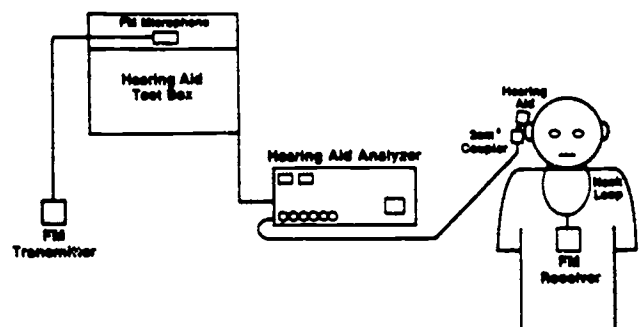 FM Microphone
Hearing Aid
Test Box
Hearing
Aid
2cm³
Coupler
Hearing Aid Analyzer
Neck
Loop
FM
Transmitter
FM
Receiver